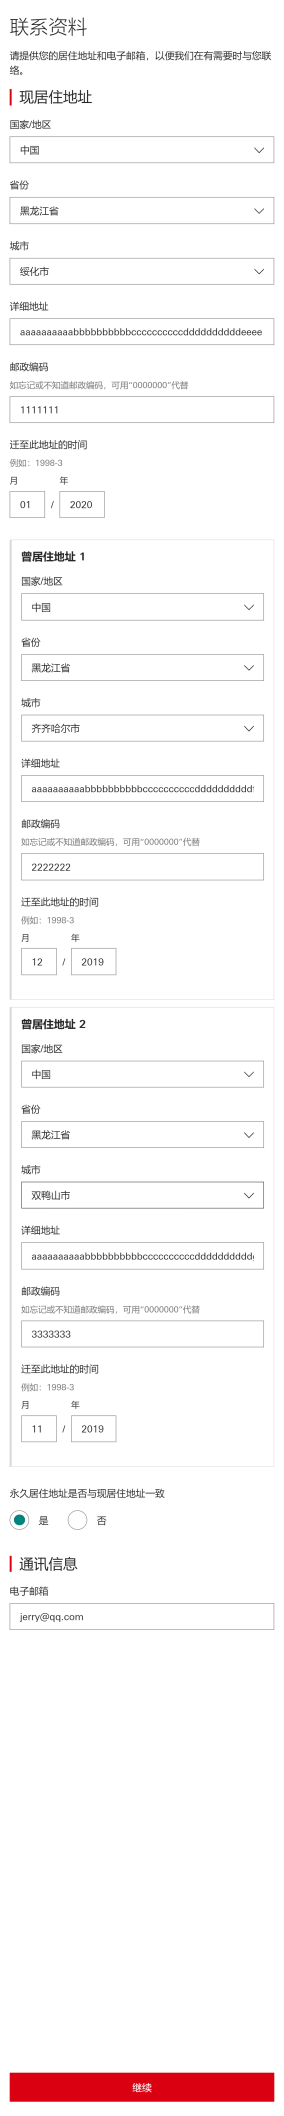 联系资料
请提供您的居住地址和电子邮箱，以便我们在有需要时与您联
络。
现居住地址
国家/地区
中国
省份
黑龙江省
城市
绥化市
详细地址
aaaaaaaaaabbbbbbbbbbccccccccccddddddddddeeee
邮政编码
如忘记或不知道邮政编码，可用“0000000”代替
1111111
迁至此地址的时间
例如：1998-3
月 年
01 / 2020
曾居住地址 1
国家/地区
中国
省份
黑龙江省
城市
齐齐哈尔市
详细地址
aaaaaaaaaabbbbbbbbbbccccccccccddddddddddf
邮政编码
如忘记或不知道邮政编码，可用“0000000”代替
2222222
迁至此地址的时间
例如：1998-3
月 年
12 / 2019
曾居住地址 2
国家/地区
中国
省份
黑龙江省
城市
双鸭山市
详细地址
aaaaaaaaaabbbbbbbbbbccccccccccddddddddddg
邮政编码
如忘记或不知道邮政编码，可用“0000000”代替
3333333
迁至此地址的时间
例如：1998-3
月 年
11 / 2019
永久居住地址是否与现居住地址一致
是 否
通讯信息
电子邮箱
jerry@qq.com
继续